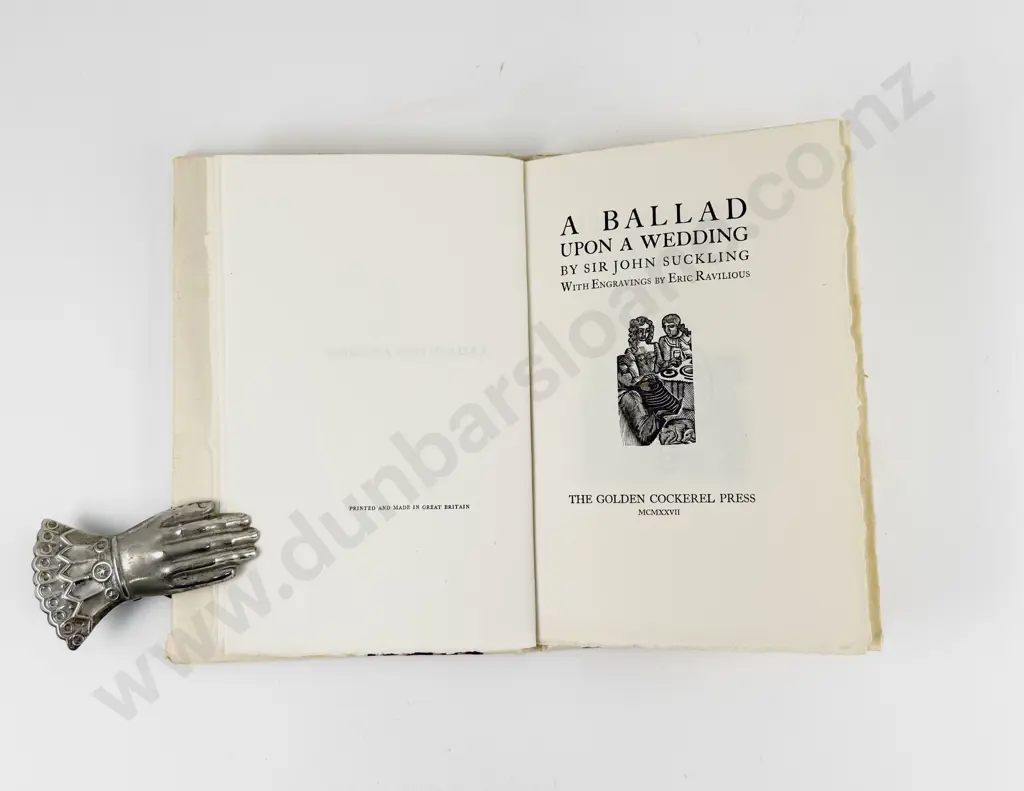 PRINTED AND MADE IN GREAT BRITAIN
A BALLAD
UPON A WEDDING
BY SIR JOHN SUCKLING
WITH ENGRAVINGS BY ERIC RAVILIOUS
THE GOLDEN COCKEREL PRESS
MCMXXVII
www.dunbarsloane.co.nz